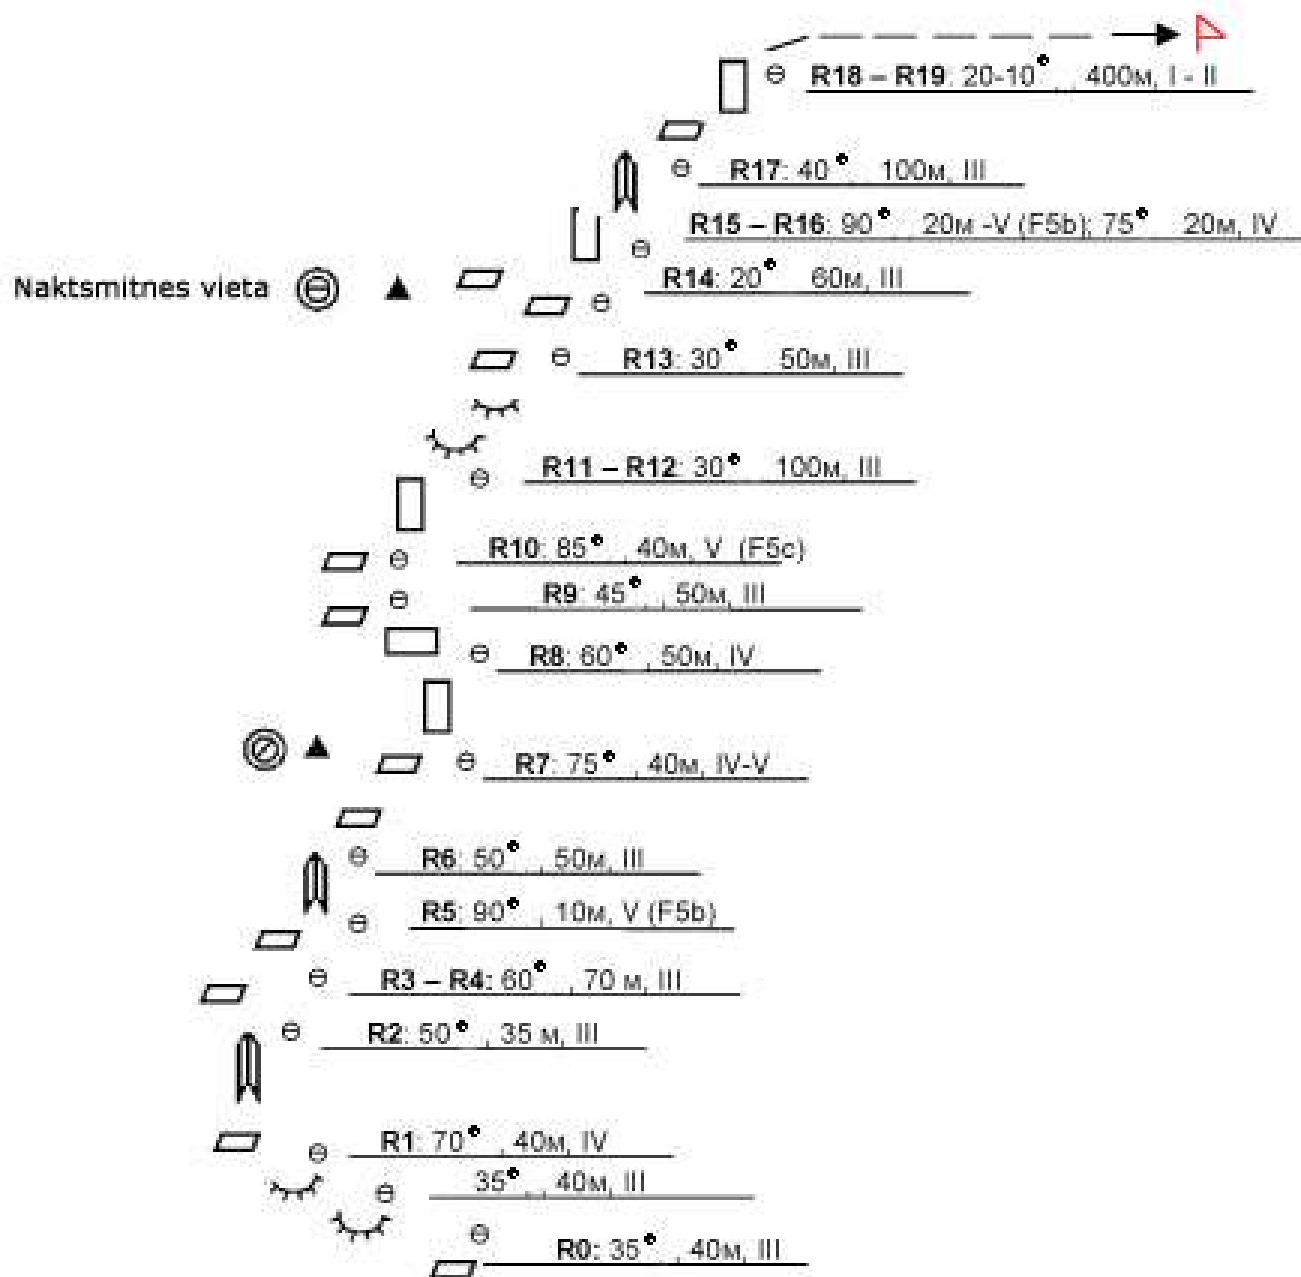 R18 – R19: 20-10° , 400м, I - II
R17: 40° 100м, III
R15 – R16: 90° , 20м -V (F5b); 75° 20м, IV
Naktsmitnes vieta
R14: 20° 60м, III
R13: 30° 50м, III
R11 – R12: 30° 100м, III
R10: 85° , 40м, V (F5c)
R9: 45° , 50м, III
R8: 60° , 50м, IV
R7: 75° , 40м, IV-V
R6: 50° , 50м, III
R5: 90° , 10м, V (F5b)
R3 – R4: 60° , 70 м, III
R2: 50° , 35 м, III
R1: 70° , 40м, IV
35° , 40м, III
R0: 35° , 40м, III